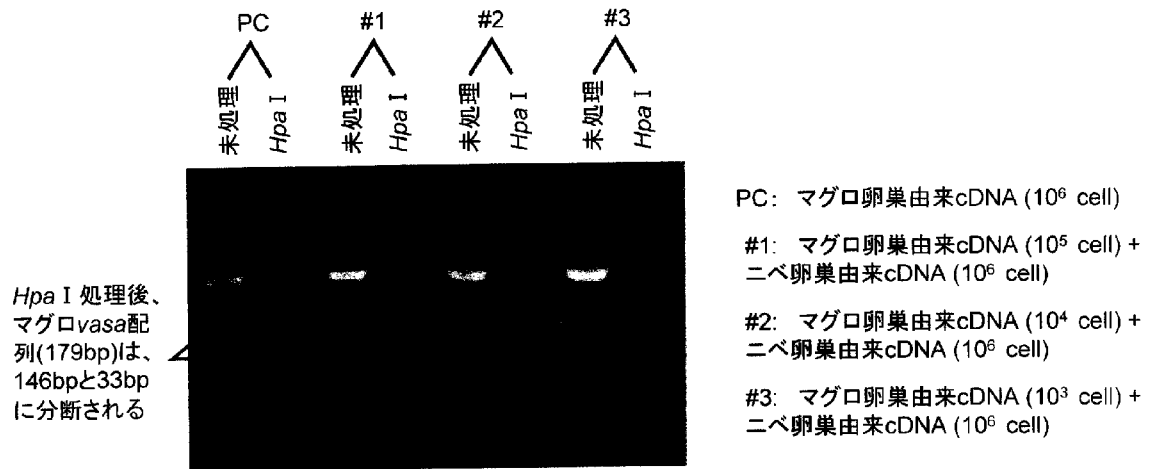 PC
#1
#2
#3
未処理
Hpa I
未処理
Hpa I
未処理
Hpa I
未処理
Hpa I
Hpa I 処理後、
マグロvasa配
列(179bp)は、
146bpと33bp
に分断される
PC: マグロ卵巣由来cDNA (10⁶ cell)
#1: マグロ卵巣由来cDNA (10⁵ cell) +
ニベ卵巣由来cDNA (10⁶ cell)
#2: マグロ卵巣由来cDNA (10⁴ cell) +
ニベ卵巣由来cDNA (10⁶ cell)
#3: マグロ卵巣由来cDNA (10³ cell) +
ニベ卵巣由来cDNA (10⁶ cell)